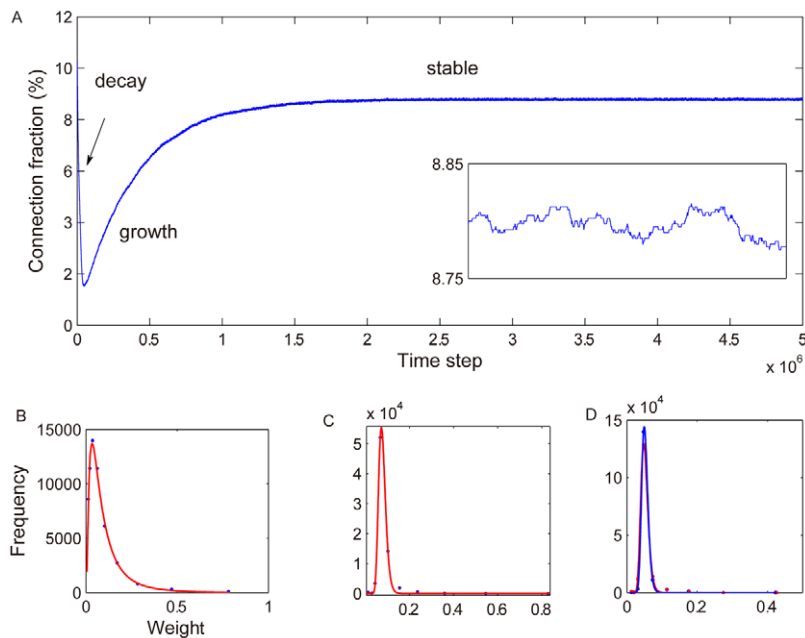 A
12
10
8
6
3
2
0
Connection fraction (%)
decay
growth
stable
8.85
8.75
0 0.5 1 1.5 2 2.5 3 3.5 4 4.5 5
Time step
x 10^6
B
15000
10000
5000
0
Frequency
0 0.5 1
Weight
C
x 10^4
5
4
3
2
1
0
0.2 0.4 0.6 0.8
D
x 10^4
15
10
5
0
0 0.2 0.4